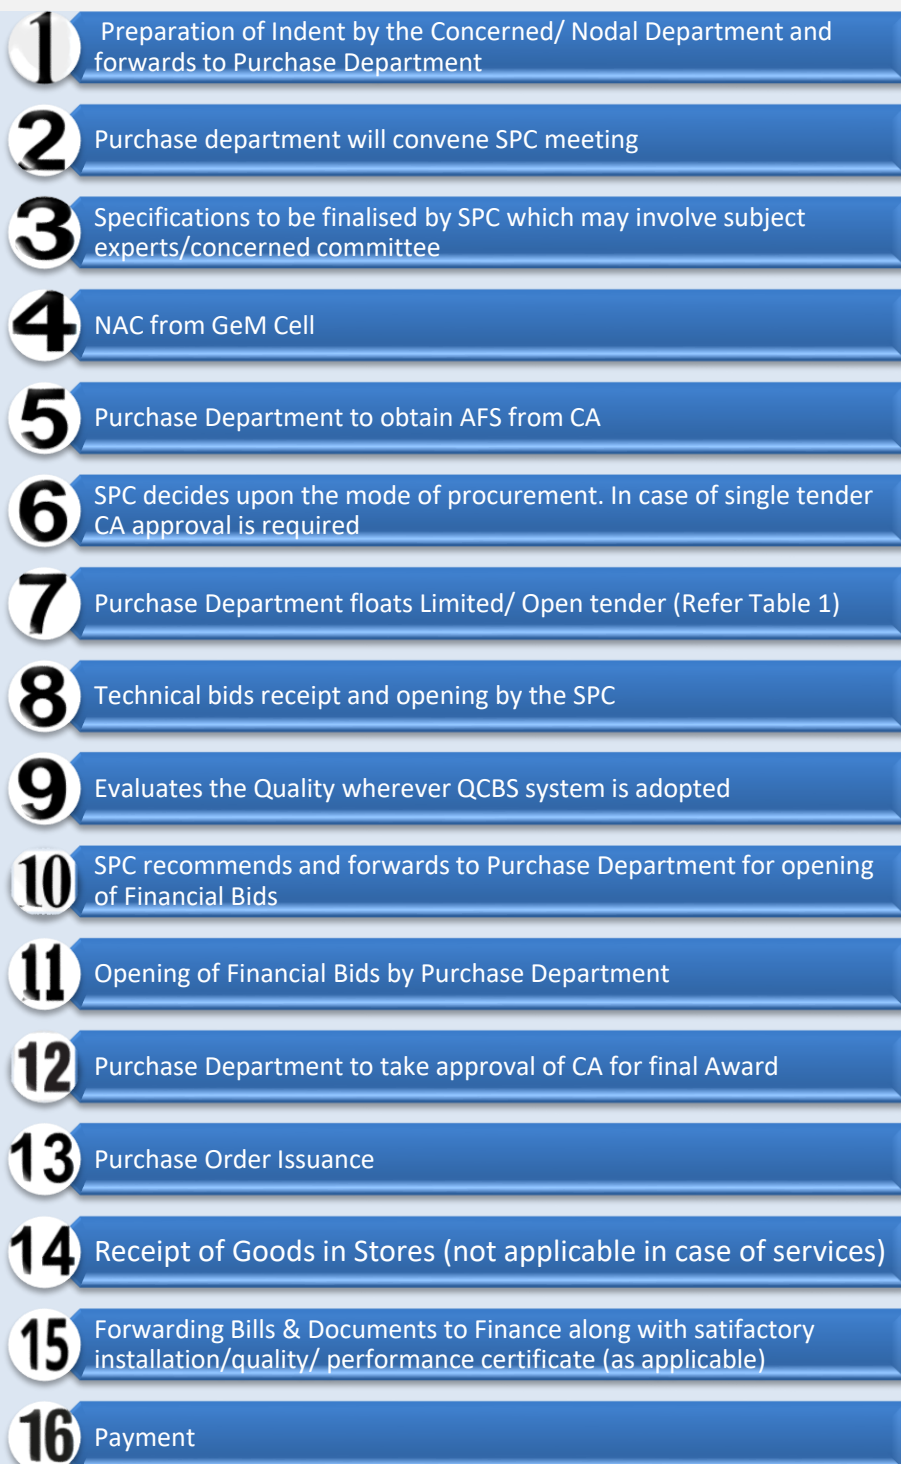 1 Preparation of Indent by the Concerned/ Nodal Department and
forwards to Purchase Department
2 Purchase department will convene SPC meeting
3 Specifications to be finalised by SPC which may involve subject
experts/concerned committee
4 NAC from GeM Cell
5 Purchase Department to obtain AFS from CA
6 SPC decides upon the mode of procurement. In case of single tender
CA approval is required
7 Purchase Department floats Limited/ Open tender (Refer Table 1)
8 Technical bids receipt and opening by the SPC
9 Evaluates the Quality wherever QCBS system is adopted
10 SPC recommends and forwards to Purchase Department for opening
of Financial Bids
11 Opening of Financial Bids by Purchase Department
12 Purchase Department to take approval of CA for final Award
13 Purchase Order Issuance
14 Receipt of Goods in Stores (not applicable in case of services)
15 Forwarding Bills & Documents to Finance along with satifactory
installation/quality/ performance certificate (as applicable)
16 Payment